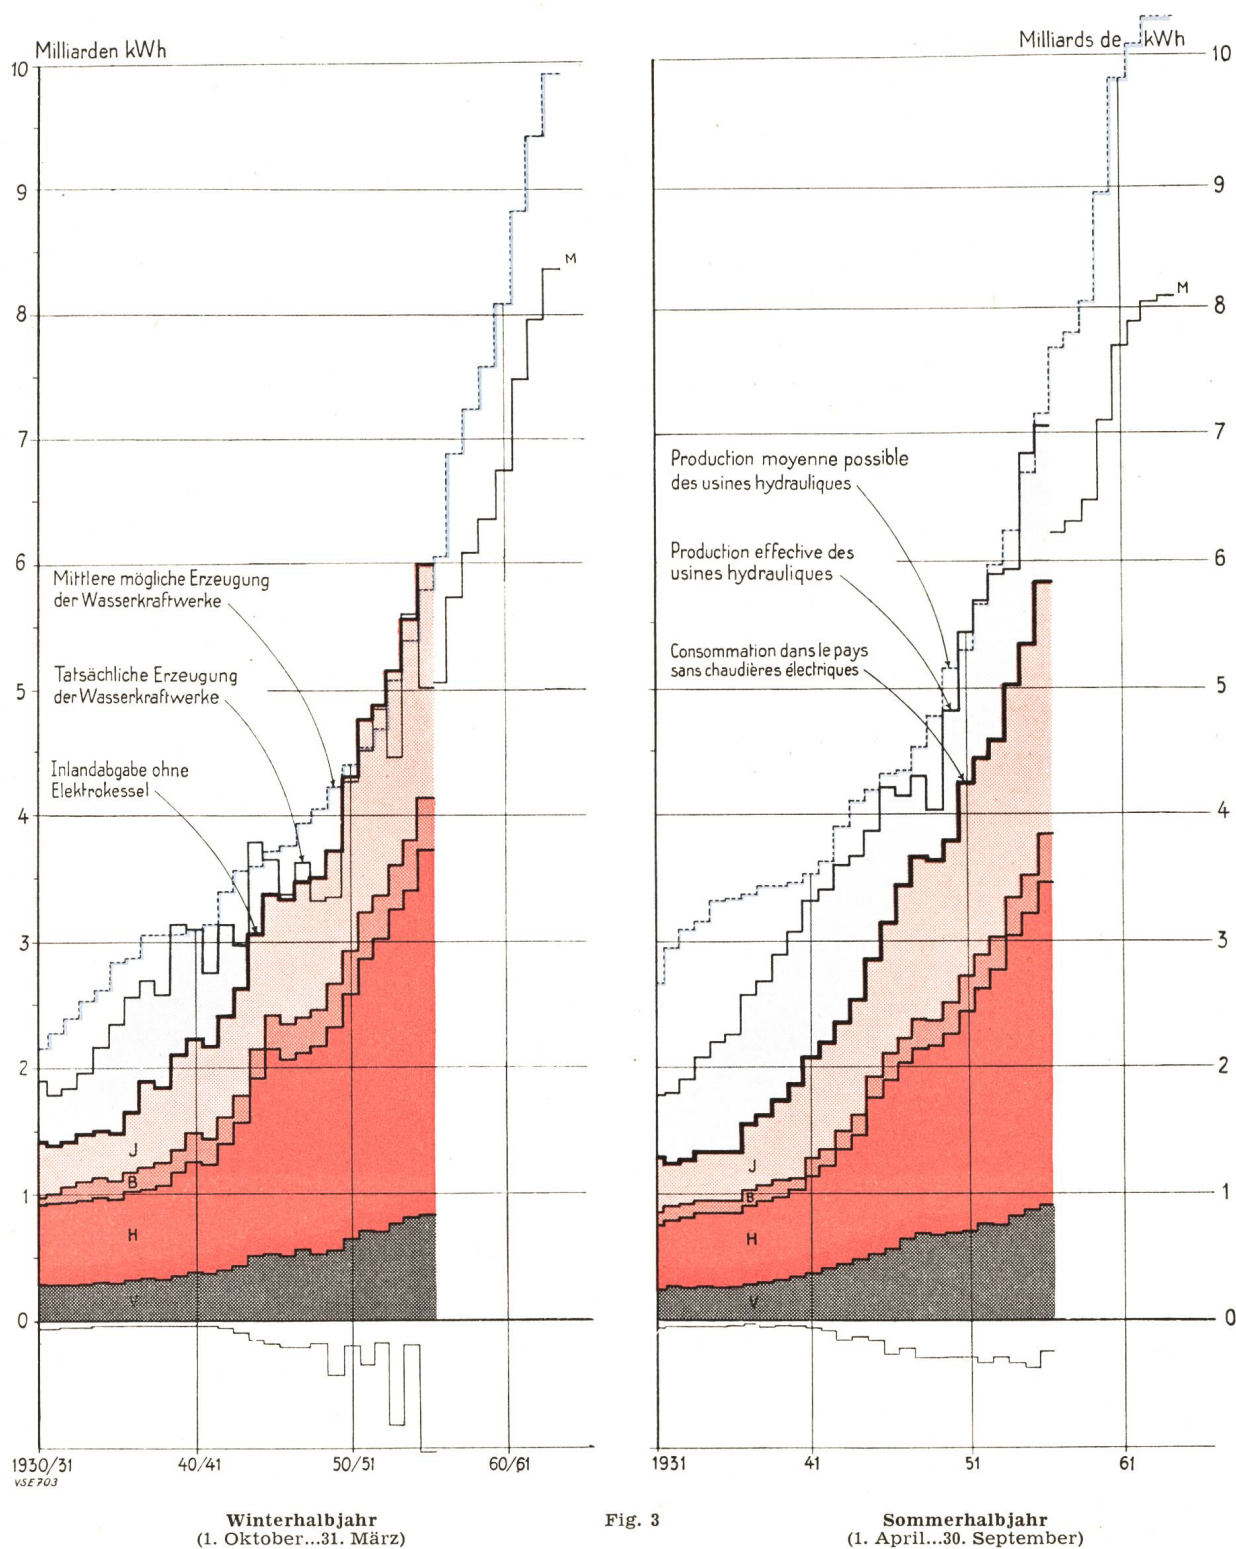 Milliarden kWh
10
9
8
7
6
5
4
3
2
1
0
M
Mittlere mögliche Erzeugung
der Wasserkraftwerke
Tatsächliche Erzeugung
der Wasserkraftwerke
Inlandabgabe ohne
Elektrokessel
J
B
H
V
1930/31
40/41
50/51
60/61
VSE 703
Winterhalbjahr
(1. Oktober...31. März)
Fig. 3
Milliards de kWh
10
9
8
7
6
5
4
3
2
1
0
M
Production moyenne possible
des usines hydrauliques
Production effective des
usines hydrauliques
Consommation dans le pays
sans chaudières électriques
J
B
H
V
1931
41
51
61
Sommerhalbjahr
(1. April...30. September)